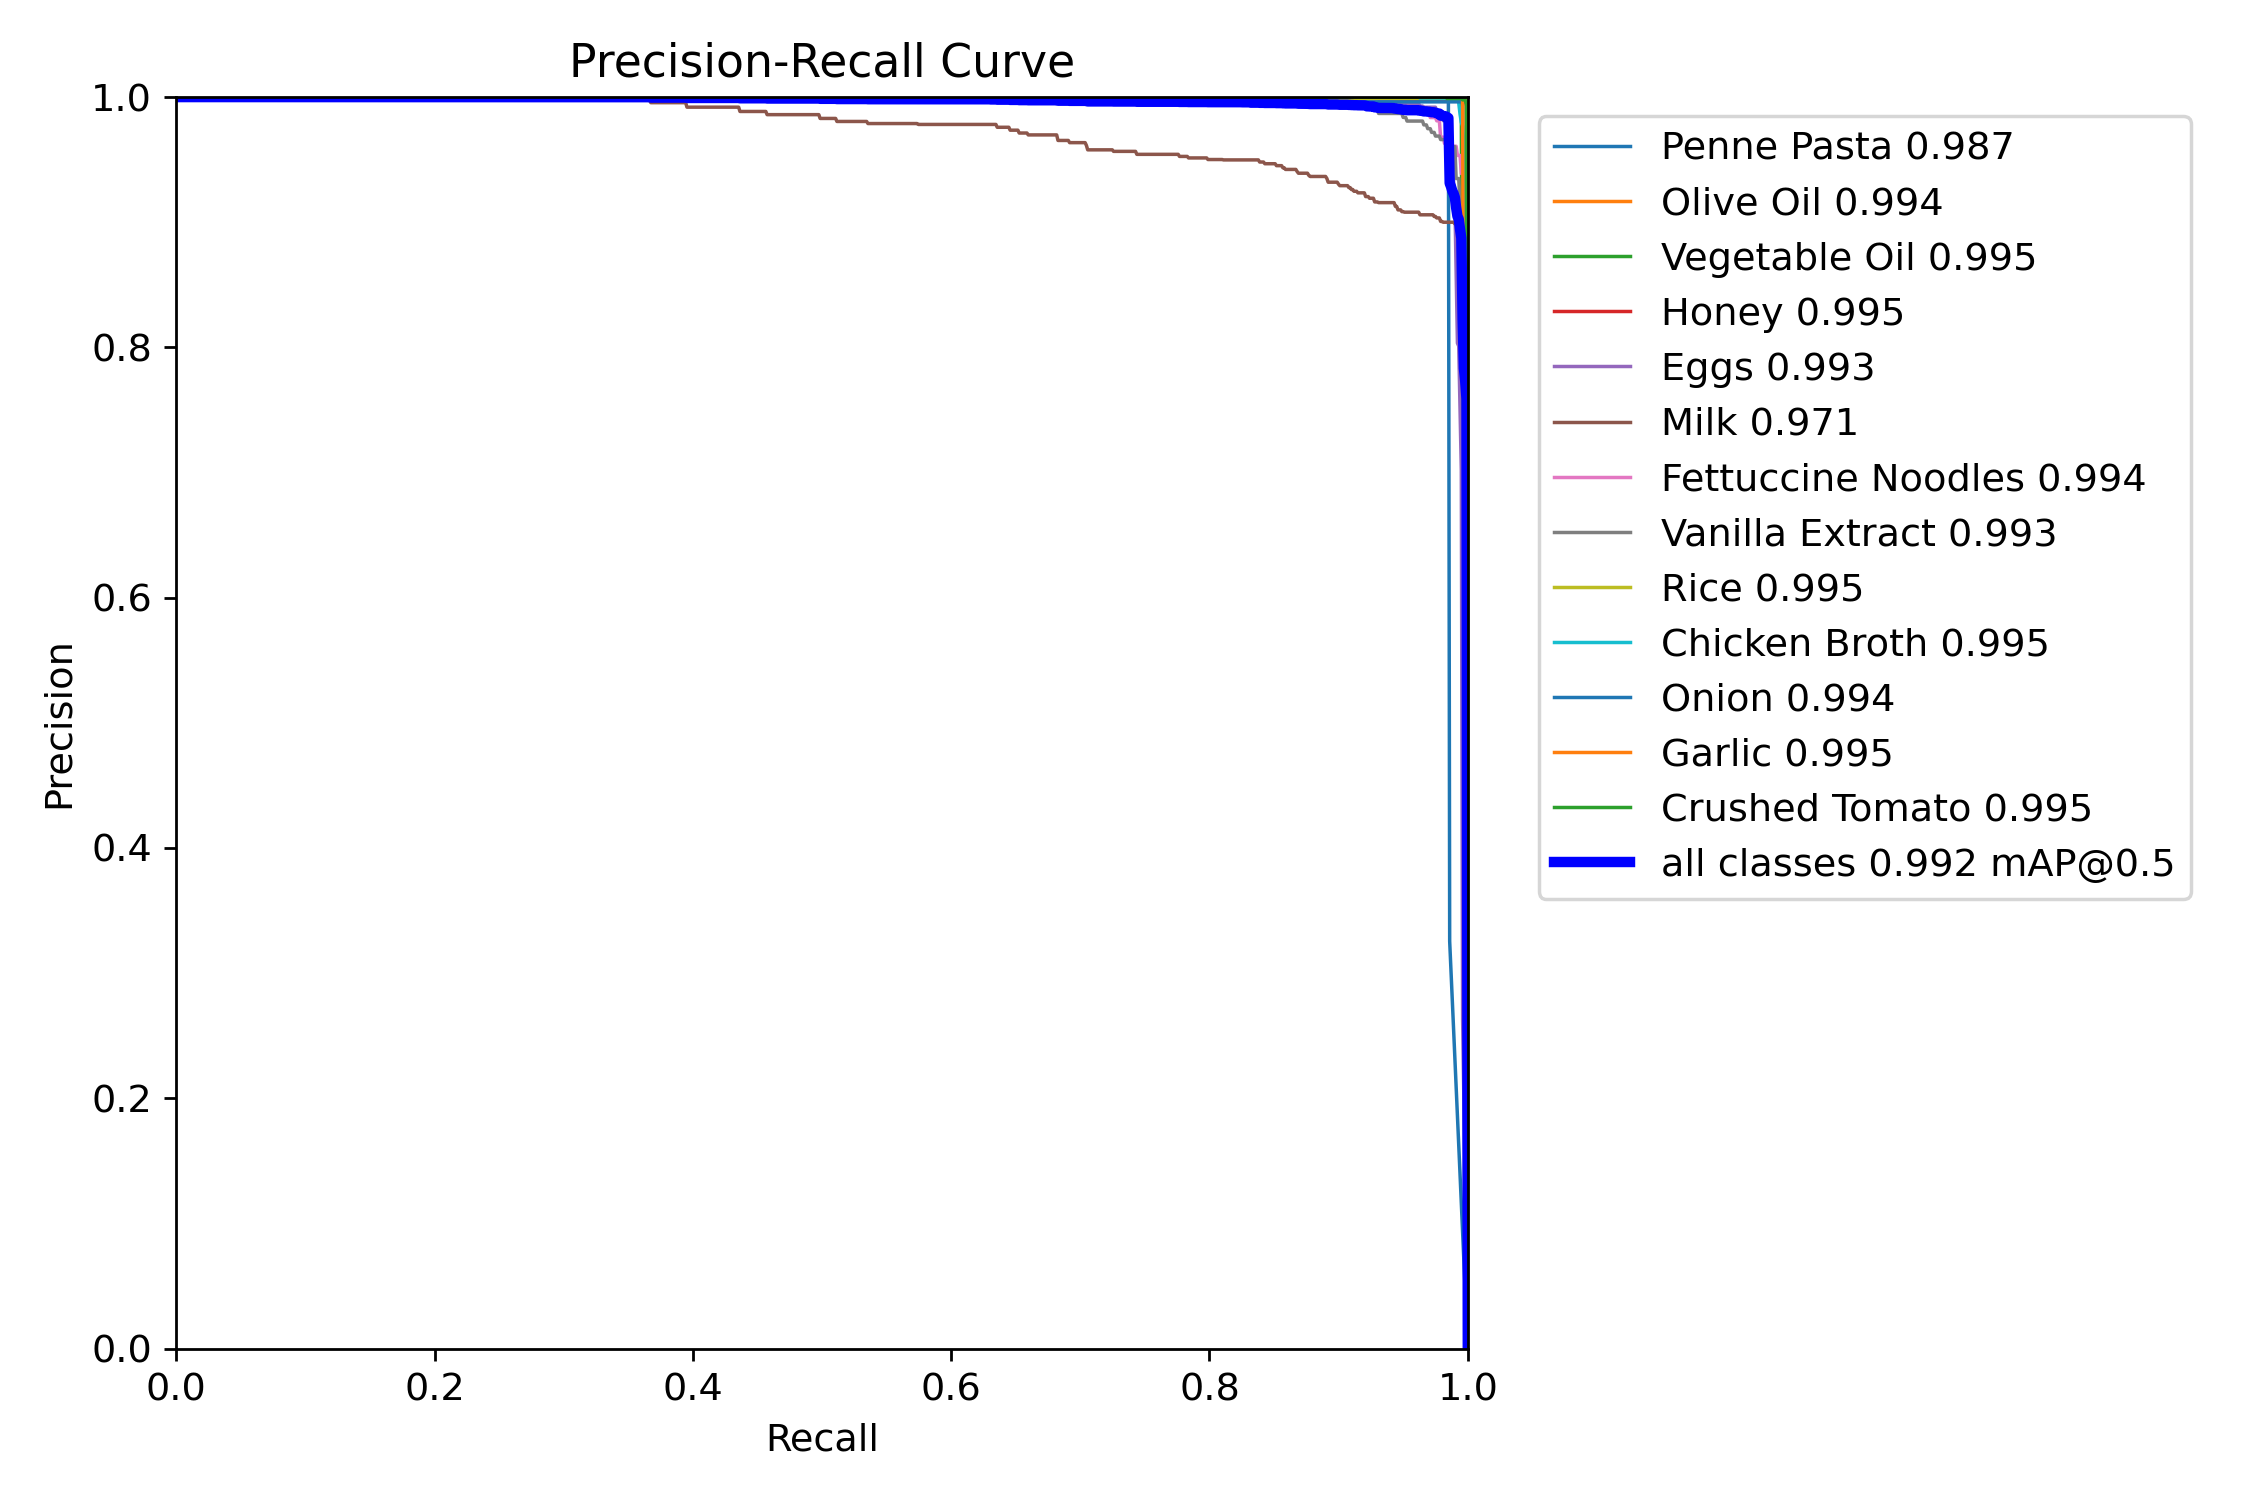 Precision-Recall Curve
1.0
0.8
0.6
0.4
0.2
0.0
Precision
0.0 0.2 0.4 0.6 0.8 1.0
Recall
Penne Pasta 0.987
Olive Oil 0.994
Vegetable Oil 0.995
Honey 0.995
Eggs 0.993
Milk 0.971
Fettuccine Noodles 0.994
Vanilla Extract 0.993
Rice 0.995
Chicken Broth 0.995
Onion 0.994
Garlic 0.995
Crushed Tomato 0.995
all classes 0.992 mAP@0.5